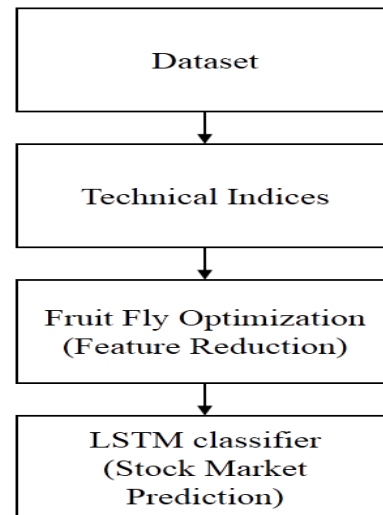 Dataset
Technical Indices
Fruit Fly Optimization
(Feature Reduction)
LSTM classifier
(Stock Market
Prediction)